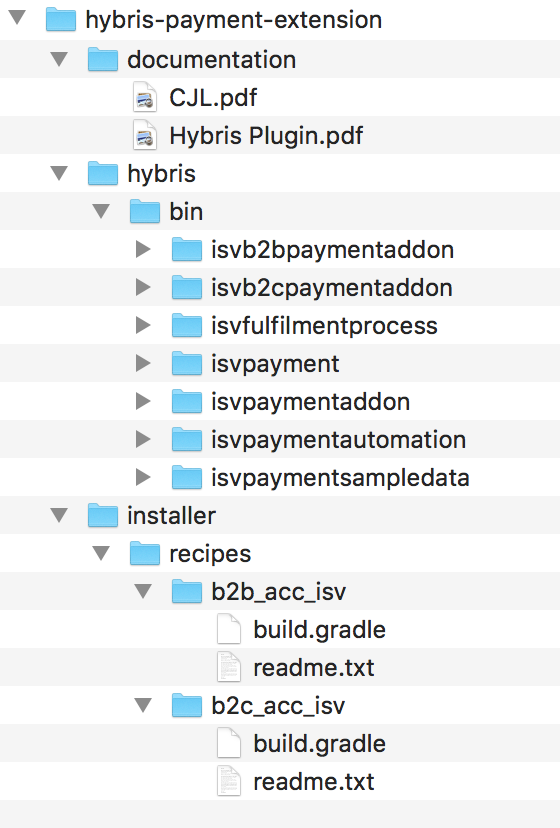 hybris-payment-extension
documentation
CJL.pdf
Hybris Plugin.pdf
hybris
bin
isvb2bpaymentaddon
isvb2cpaymentaddon
isvfulfilmentprocess
isvpayment
isvpaymentaddon
isvpaymentautomation
isvpaymentsampledata
installer
recipes
b2b_acc_isv
build.gradle
readme.txt
b2c_acc_isv
build.gradle
readme.txt